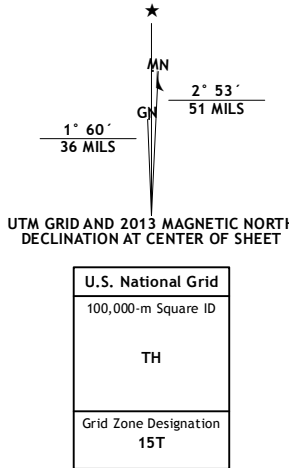 MN
GN
2° 53´
51 MILS
1° 60´
36 MILS
UTM GRID AND 2013 MAGNETIC NORTH
DECLINATION AT CENTER OF SHEET
U.S. National Grid
100,000-m Square ID
TH
Grid Zone Designation
15T